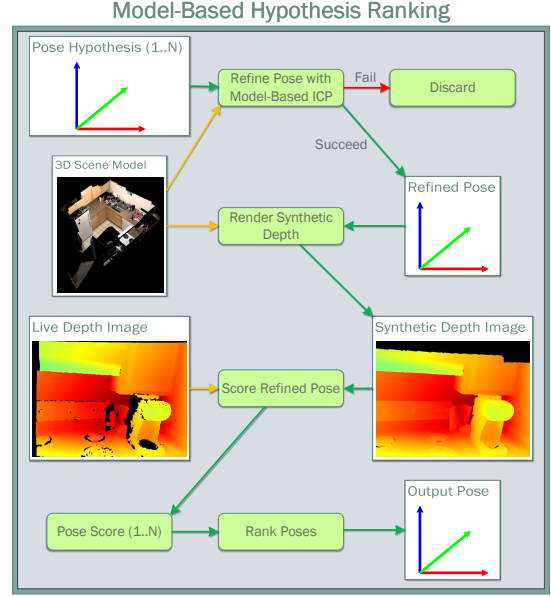 Model-Based Hypothesis Ranking
Pose Hypothesis (1..N)
Refine Pose with
Model-Based ICP
Fail
Discard
Succeed
3D Scene Model
Refined Pose
Render Synthetic
Depth
Live Depth Image
Synthetic Depth Image
Score Refined Pose
Output Pose
Pose Score (1..N)
Rank Poses